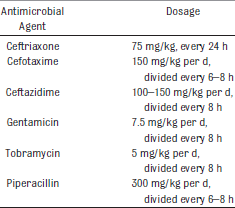 Antimicrobial Dosage
Agent
Ceftriaxone 75 mg/kg, every 24 h
Cefotaxime 150 mg/kg per d,
divided every 6–8 h
Ceftazidime 100–150 mg/kg per d,
divided every 8 h
Gentamicin 7.5 mg/kg per d,
divided every 8 h
Tobramycin 5 mg/kg per d,
divided every 8 h
Piperacillin 300 mg/kg per d,
divided every 6–8 h